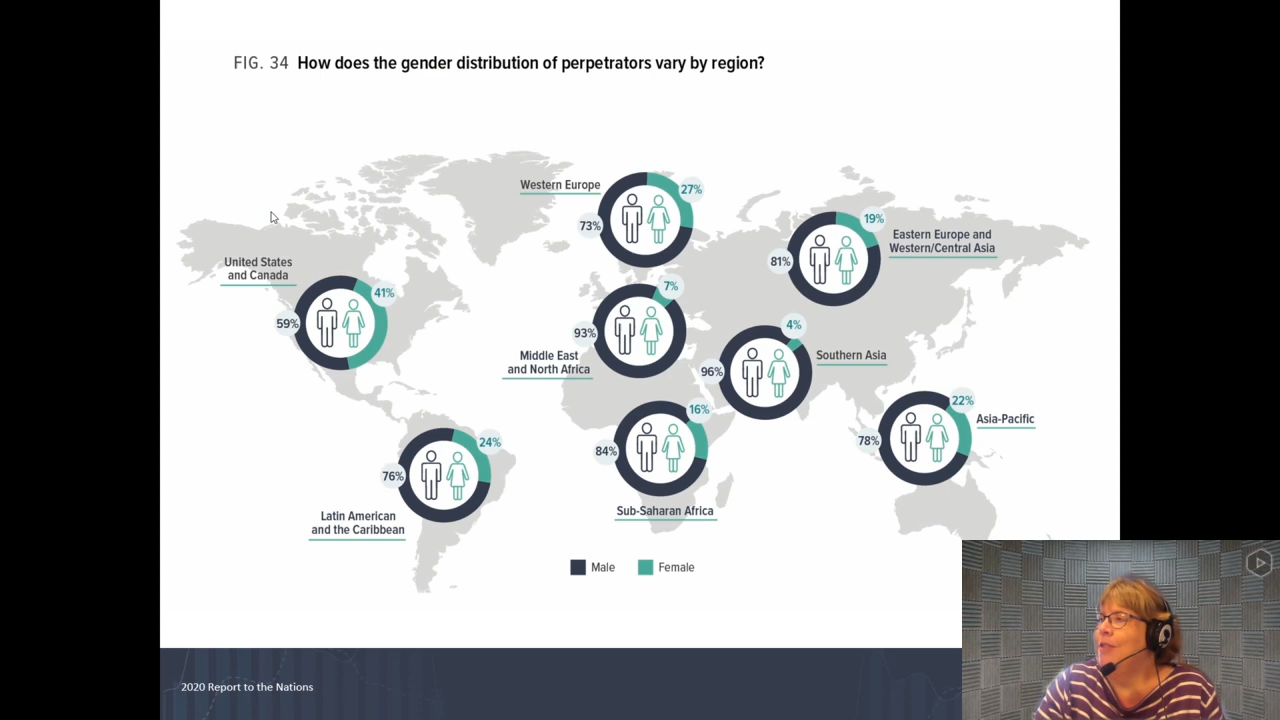 FIG. 34 How does the gender distribution of perpetrators vary by region?
Western Europe
27%
73%
19%
Eastern Europe and
Western/Central Asia
81%
United States
and Canada
41%
59%
7%
93%
Middle East
and North Africa
4%
Southern Asia
96%
16%
84%
Sub-Saharan Africa
22%
Asia-Pacific
78%
24%
76%
Latin American
and the Caribbean
Male
Female
2020 Report to the Nations